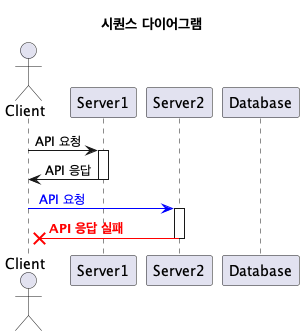 시퀀스 다이어그램
Client
Server1
Server2
Database
API 요청
API 응답
API 요청
API 응답 실패
Client
Server1
Server2
Database